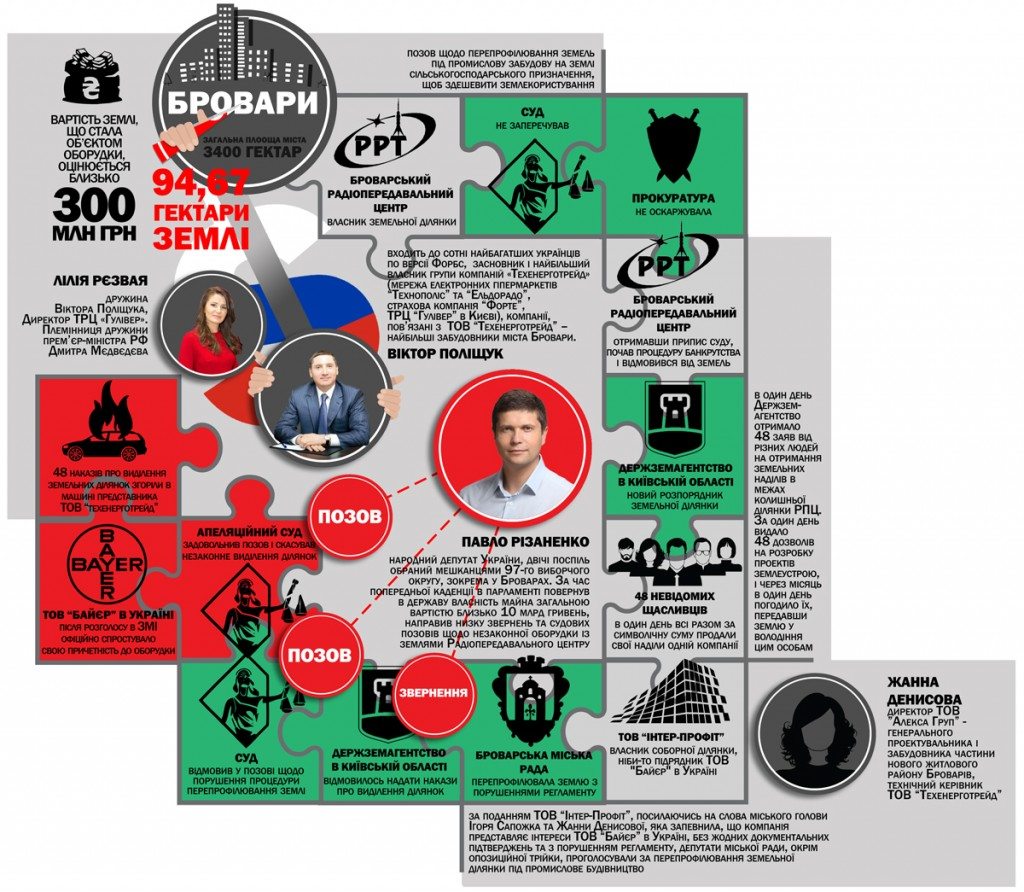 ВАРТІСТЬ ЗЕМЛІ,
ЩО СТАЛА
ОБ'ЄКТОМ
ОБОРУДКИ,
ОЦІНЮЄТЬСЯ
БЛИЗЬКО
300
МЛН ГРН
БРОВАРИ
ЗАГАЛЬНА ПЛОЩА МІСТА
3400 ГЕКТАР
94,67
ГЕКТАРИ
ЗЕМЛІ
ПОЗОВ ЩОДО ПЕРЕПРОФІЛЮВАННЯ ЗЕМЕЛЬ
ПІД ПРОМИСЛОВУ ЗАБУДОВУ НА ЗЕМЛІ
СІЛЬСЬКОГОСПОДАРСЬКОГО ПРИЗНАЧЕННЯ,
ЩОБ ЗДЕШЕВИТИ ЗЕМЛЕКОРИСТУВАННЯ
РРТ
БРОВАРСЬКИЙ
РАДІОПЕРЕДАВАЛЬНИЙ
ЦЕНТР
ВЛАСНИК ЗЕМЕЛЬНОЇ ДІЛЯНКИ
СУД
НЕ ЗАПЕРЕЧУВАВ
ПРОКУРАТУРА
НЕ ОСКАРЖУВАЛА
ЛІЛІЯ РЄЗВАЯ
ДРУЖИНА
ВІКТОРА ПОЛІЩУКА,
ДИРЕКТОР ТРЦ «ГУЛІВЕР».
ПЛЕМІННИЦЯ ДРУЖИНИ
ПРЕМ'ЄР-МІНІСТРА РФ
ДМИТРА МЕДВЄДЄВА
ВХОДИТЬ ДО СОТНІ НАЙБАГАТШИХ УКРАЇНЦІВ
ПО ВЕРСІЇ ФОРБС, ЗАСНОВНИК І НАЙБІЛЬШИЙ
ВЛАСНИК ГРУПИ КОМПАНІЙ «ТЕХЕНЕРГОТРЕЙД»
(МЕРЕЖА ЕЛЕКТРОННИХ ГІПЕРМАРКЕТІВ
"ТЕХНОПОЛІС" ТА "ЕЛЬДОРАДО",
СТРАХОВА КОМПАНІЯ "ФОРТЕ",
ТРЦ "ГУЛІВЕР" В КИЄВІ), КОМПАНІЇ,
ПОВ'ЯЗАНІ З ТОВ "ТЕХЕНЕРГОТРЕЙД" –
НАЙБІЛЬШІ ЗАБУДОВНИКИ МІСТА БРОВАРИ.
ВІКТОР ПОЛІЩУК
РРТ
БРОВАРСЬКИЙ
РАДІОПЕРЕДАВАЛЬНИЙ
ЦЕНТР
ОТРИМАВШИ ПРИПИС СУДУ,
ПОЧАВ ПРОЦЕДУРУ БАНКРУТСТВА
І ВІДМОВИВСЯ ВІД ЗЕМЕЛЬ
ДЕРЖЗЕМАГЕНТСТВО
В КИЇВСЬКІЙ ОБЛАСТІ
НОВИЙ РОЗПОРЯДНИК
ЗЕМЕЛЬНОЇ ДІЛЯНКИ
В ОДИН ДЕНЬ
ДЕРЖЗЕМ-
АГЕНТСТВО
ОТРИМАЛО
48 ЗАЯВ ВІД
РІЗНИХ ЛЮДЕЙ
НА ОТРИМАННЯ
ЗЕМЕЛЬНИХ
НАДІЛІВ В
МЕЖАХ
КОЛИШНЬОЇ
ДІЛЯНКИ РПЦ.
ЗА ОДИН ДЕНЬ
ВИДАЛО
48 ДОЗВОЛІВ
НА РОЗРОБКУ
ПРОЕКТІВ
ЗЕМЛЕУСТРОЮ,
І ЧЕРЕЗ МІСЯЦЬ
В ОДИН ДЕНЬ
ПОГОДИЛО ЇХ,
ПЕРЕДАВШИ
ЗЕМЛЮ У
ВОЛОДІННЯ
ЦИМ ОСОБАМ
48 НАКАЗІВ ПРО ВИДІЛЕННЯ
ЗЕМЕЛЬНИХ ДІЛЯНОК ЗГОРІЛИ В
МАШИНІ ПРЕДСТАВНИКА
ТОВ "ТЕХЕНЕРГОТРЕЙД"
BAYER
BAYER
ТОВ "БАЙЄР" В УКРАЇНІ
ПІСЛЯ РОЗГОЛОСУ В ЗМІ
ОФІЦІЙНО СПРОСТУВАЛО
СВОЮ ПРИЧЕТНІСТЬ ДО ОБОРУДКИ
АПЕЛЯЦІЙНИЙ СУД
ЗАДОВОЛЬНИВ ПОЗОВ І СКАСУВАВ
НЕЗАКОННЕ ВИДІЛЕННЯ ДІЛЯНОК
ПОЗОВ
ПОЗОВ
ЗВЕРНЕННЯ
ПАВЛО РІЗАНЕНКО
НАРОДНИЙ ДЕПУТАТ УКРАЇНИ, ДВІЧІ ПОСПІЛЬ
ОБРАНИЙ МЕШКАНЦЯМИ 97-ГО ВИБОРЧОГО
ОКРУГУ, ЗОКРЕМА У БРОВАРАХ. ЗА ЧАС
ПОПЕРЕДНЬОЇ КАДЕНЦІЇ В ПАРЛАМЕНТІ ПОВЕРНУВ
В ДЕРЖАВУ ВЛАСНІСТЬ МАЙНА ЗАГАЛЬНОЮ
ВАРТІСТЮ БЛИЗЬКО 10 МЛРД ГРИВЕНЬ,
НАПРАВИВ НИЗКУ ЗВЕРНЕНЬ ТА СУДОВИХ
ПОЗОВІВ ЩОДО НЕЗАКОННОЇ ОБОРУДКИ ІЗ
ЗЕМЛЯМИ РАДІОПЕРЕДАВАЛЬНОГО ЦЕНТРУ
48 НЕВІДОМИХ
ЩАСЛИВЦІВ
В ОДИН ДЕНЬ ВСІ РАЗОМ ЗА
СИМВОЛІЧНУ СУМУ ПРОДАЛИ
СВОЇ НАДІЛИ ОДНІЙ КОМПАНІЇ
СУД
ВІДМОВИВ У ПОЗОВІ ЩОДО
ПОРУШЕННЯ ПРОЦЕДУРИ
ПЕРЕПРОФІЛЮВАННЯ ЗЕМЛІ
ДЕРЖЗЕМАГЕНТСТВО
В КИЇВСЬКІЙ ОБЛАСТІ
ВІДМОВИЛОСЬ НАДАТИ НАКАЗИ
ПРО ВИДІЛЕННЯ ДІЛЯНОК
БРОВАРСЬКА МІСЬКА
РАДА
ПЕРЕПРОФІЛЮВАЛА ЗЕМЛЮ З
ПОРУШЕННЯМИ РЕГЛАМЕНТУ
ТОВ "ІНТЕР-ПРОФІТ"
ВЛАСНИК СОБОРНОЇ ДІЛЯНКИ,
НІБИ-ТО ПІДРЯДНИК ТОВ
"БАЙЄР" В УКРАЇНІ
ЖАННА
ДЕНИСОВА
ДИРЕКТОР ТОВ
"АЛЕКСА ГРУП" -
ГЕНЕРАЛЬНОГО
ПРОЕКТУВАЛЬНИКА І
ЗАБУДОВНИКА ЧАСТИНИ
НОВОГО ЖИТЛОВОГО
РАЙОНУ БРОВАРІВ,
ТЕХНІЧНИЙ КЕРІВНИК
ТОВ "ТЕХЕНЕРГОТРЕЙД"
ЗА ПОДАННЯМ ТОВ "ІНТЕР-ПРОФІТ", ПОСИЛАЮЧИСЬ НА СЛОВА МІСЬКОГО ГОЛОВИ
ІГОРЯ САПОЖКА ТА ЖАННИ ДЕНИСОВОЇ, ЯКА ЗАПЕВНИЛА, ЩО КОМПАНІЯ
ПРЕДСТАВЛЯЄ ІНТЕРЕСИ ТОВ "БАЙЄР" В УКРАЇНІ, БЕЗ ЖОДНИХ ДОКУМЕНТАЛЬНИХ
ПІДТВЕРДЖЕНЬ ТА З ПОРУШЕННЯМ РЕГЛАМЕНТУ, ДЕПУТАТИ МІСЬКОЇ РАДИ, ОКРІМ
ОПОЗИЦІЙНОЇ ТРІЙКИ, ПРОГОЛОСУВАЛИ ЗА ПЕРЕПРОФІЛЮВАННЯ ЗЕМЕЛЬНОЇ
ДІЛЯНКИ ПІД ПРОМИСЛОВЕ БУДІВНИЦТВО